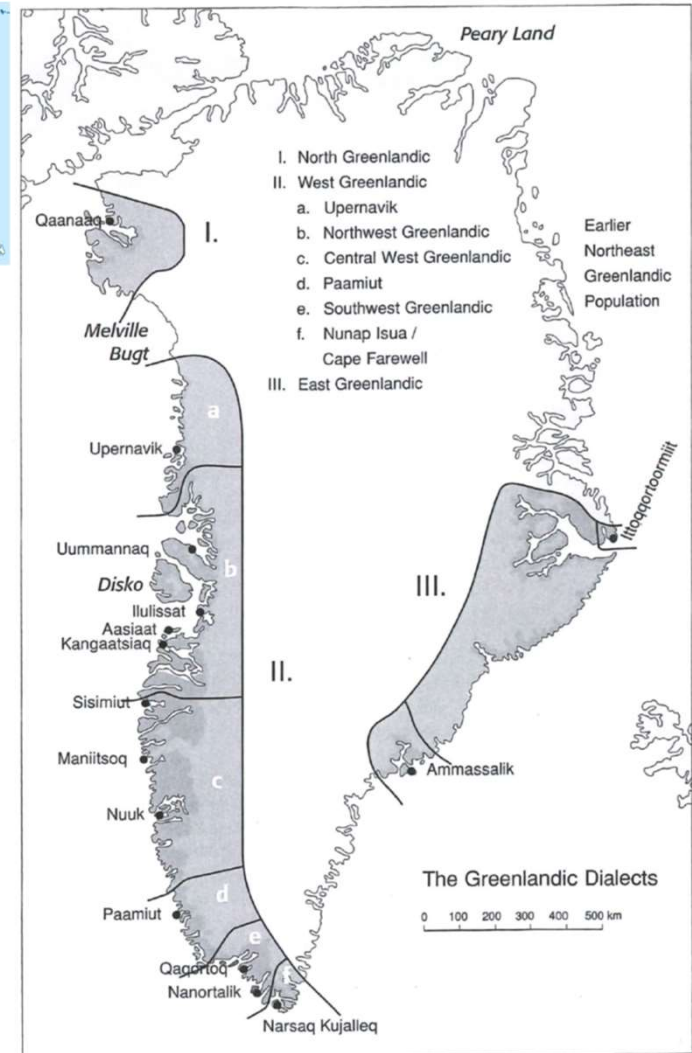 Peary Land
I. North Greenlandic
II. West Greenlandic
a. Upernavik
b. Northwest Greenlandic
c. Central West Greenlandic
d. Paamiut
e. Southwest Greenlandic
f. Nunap Isua /
Cape Farewell
III. East Greenlandic
Qaanaaq
I.
Melville
Bugt
Earlier
Northeast
Greenlandic
Population
a
Upernavik
Ittoqqortoormiit
Uummannaq
b
Disko
III.
Ilulissat
Aasiaat
Kangaatsiaq
II.
Sisimiut
Maniitsoq
c
Ammassalik
Nuuk
The Greenlandic Dialects
d
Paamiut
0 100 200 300 400 500 km
e
Qaqortoq
f
Nanortalik
Narsaq Kujalleq